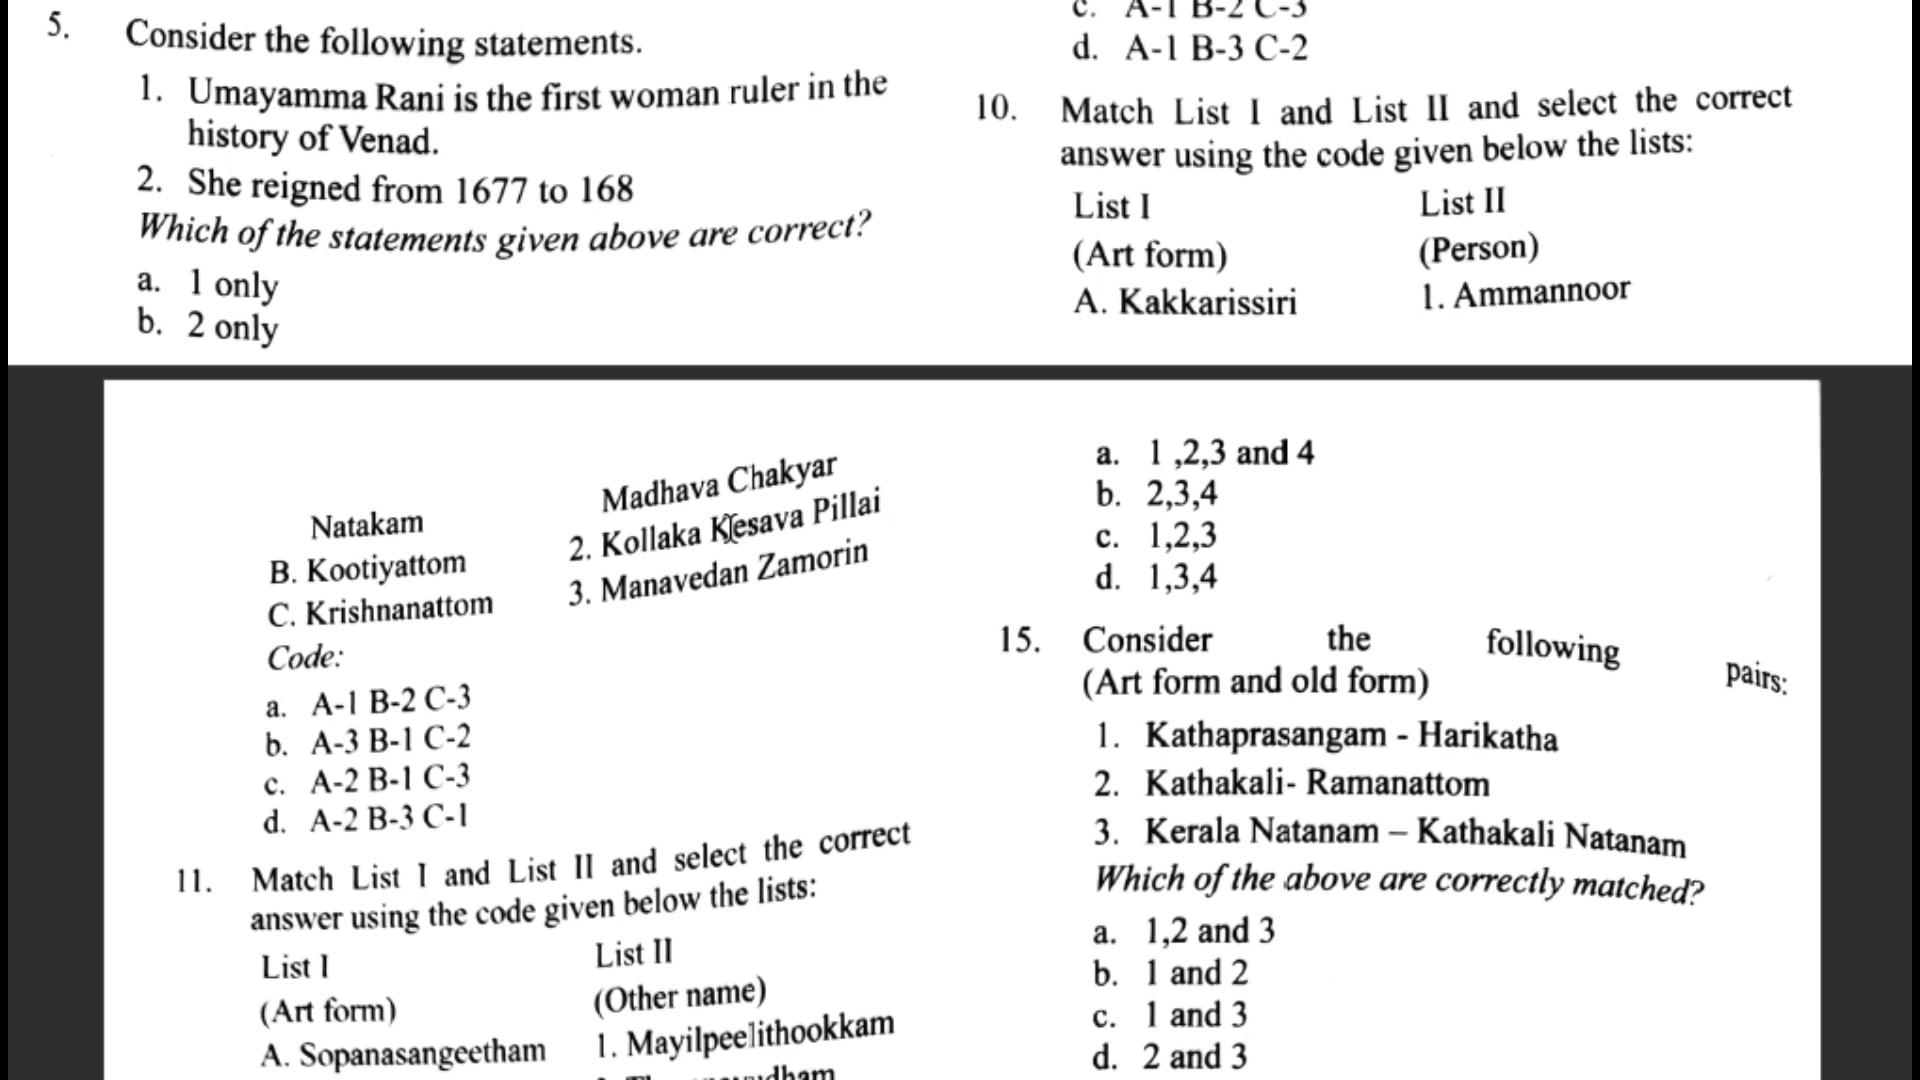 5. Consider the following statements.
1. Umayamma Rani is the first woman ruler in the
history of Venad.
2. She reigned from 1677 to 168
Which of the statements given above are correct?
a. 1 only
b. 2 only
c. A-1 B-2 C-3
d. A-1 B-3 C-2
10. Match List I and List II and select the correct
answer using the code given below the lists:
List I List II
(Art form) (Person)
A. Kakkarissiri 1. Ammannoor
Natakam Madhava Chakyar
B. Kootiyattom 2. Kollaka Kesava Pillai
C. Krishnanattom 3. Manavedan Zamorin
Code:
a. A-1 B-2 C-3
b. A-3 B-1 C-2
c. A-2 B-1 C-3
d. A-2 B-3 C-1
11. Match List I and List II and select the correct
answer using the code given below the lists:
List I List II
(Art form) (Other name)
A. Sopanasangeetham 1. Mayilpeelithookkam
a. 1 ,2,3 and 4
b. 2,3,4
c. 1,2,3
d. 1,3,4
15. Consider the following pairs:
(Art form and old form)
1. Kathaprasangam - Harikatha
2. Kathakali- Ramanattom
3. Kerala Natanam – Kathakali Natanam
Which of the above are correctly matched?
a. 1,2 and 3
b. 1 and 2
c. 1 and 3
d. 2 and 3